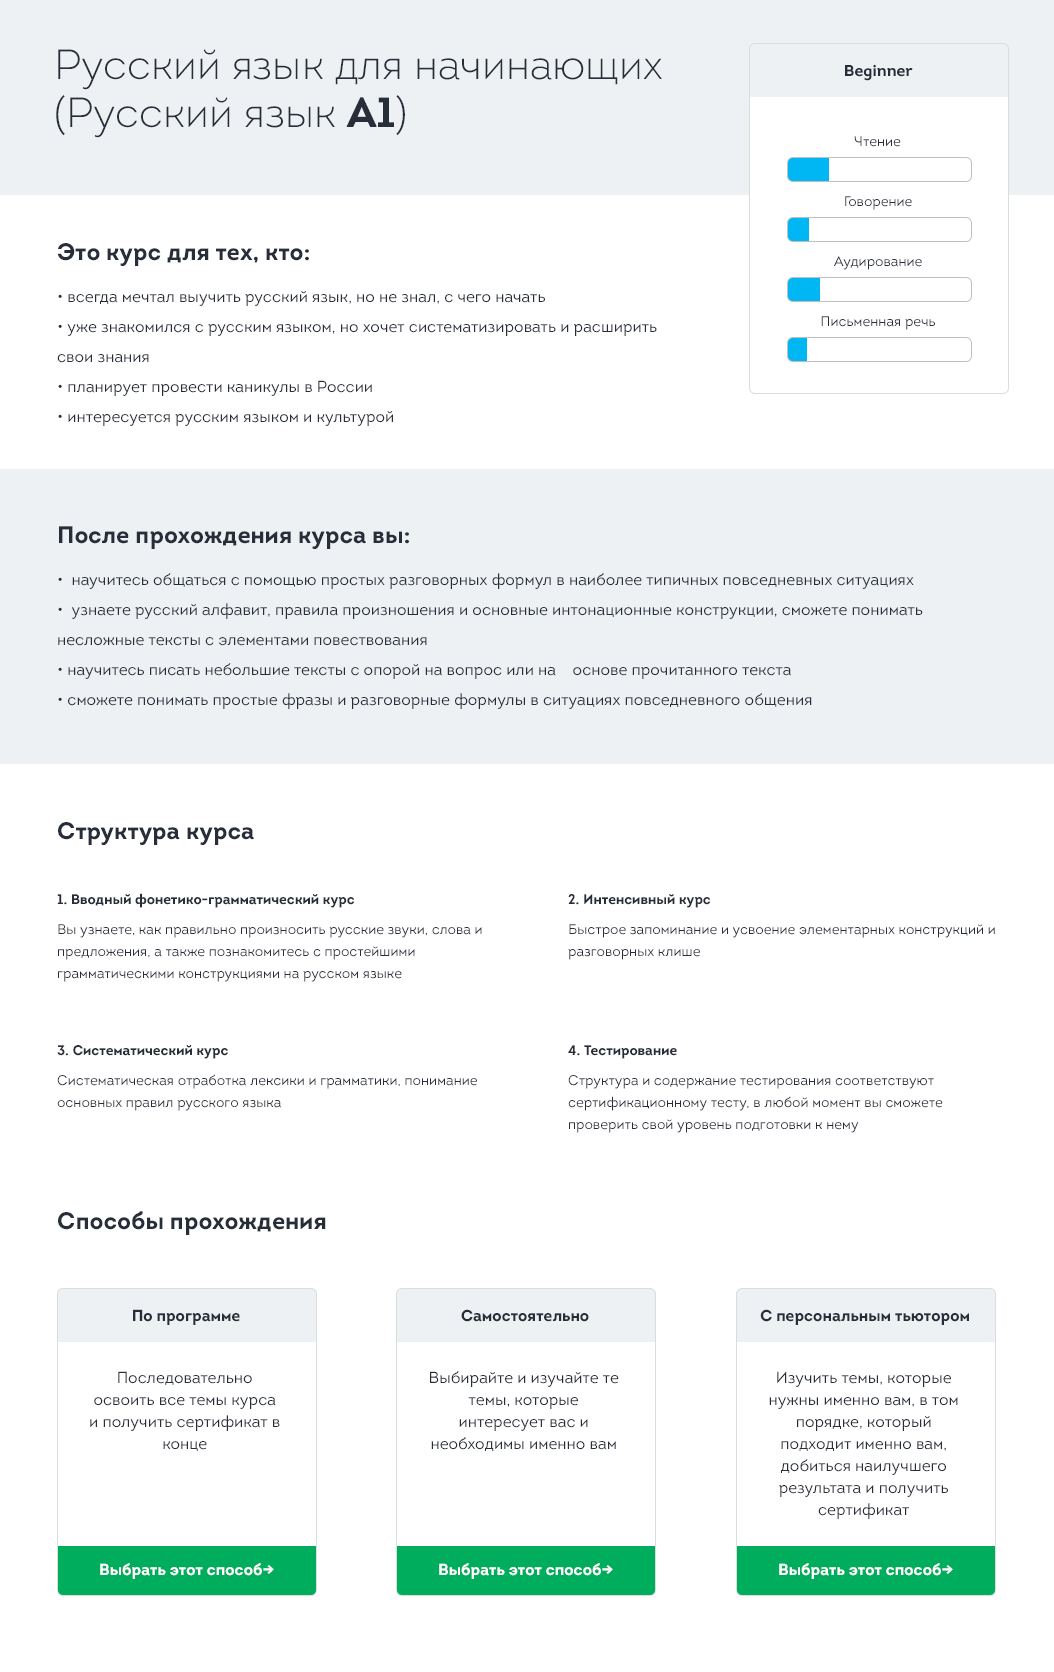 Русский язык для начинающих
(Русский язык A1)
Beginner
Чтение
Говорение
Аудирование
Письменная речь
Это курс для тех, кто:
• всегда мечтал выучить русский язык, но не знал, с чего начать
• уже знакомился с русским языком, но хочет систематизировать и расширить
свои знания
• планирует провести каникулы в России
• интересуется русским языком и культурой
После прохождения курса вы:
• научитесь общаться с помощью простых разговорных формул в наиболее типичных повседневных ситуациях
• узнаете русский алфавит, правила произношения и основные интонационные конструкции, сможете понимать
несложные тексты с элементами повествования
• научитесь писать небольшие тексты с опорой на вопрос или на основе прочитанного текста
• сможете понимать простые фразы и разговорные формулы в ситуациях повседневного общения
Структура курса
1. Вводный фонетико-грамматический курс
Вы узнаете, как правильно произносить русские звуки, слова и
предложения, а также познакомитесь с простейшими
грамматическими конструкциями на русском языке
2. Интенсивный курс
Быстрое запоминание и усвоение элементарных конструкций и
разговорных клише
3. Систематический курс
Систематическая отработка лексики и грамматики, понимание
основных правил русского языка
4. Тестирование
Структура и содержание тестирования соответствуют
сертификационному тесту, в любой момент вы сможете
проверить свой уровень подготовки к нему
Способы прохождения
По программе
Последовательно
освоить все темы курса
и получить сертификат в
конце
Выбрать этот способ→
Самостоятельно
Выбирайте и изучайте те
темы, которые
интересует вас и
необходимы именно вам
Выбрать этот способ→
С персональным тьютором
Изучить темы, которые
нужны именно вам, в том
порядке, который
подходит именно вам,
добиться наилучшего
результата и получить
сертификат
Выбрать этот способ→